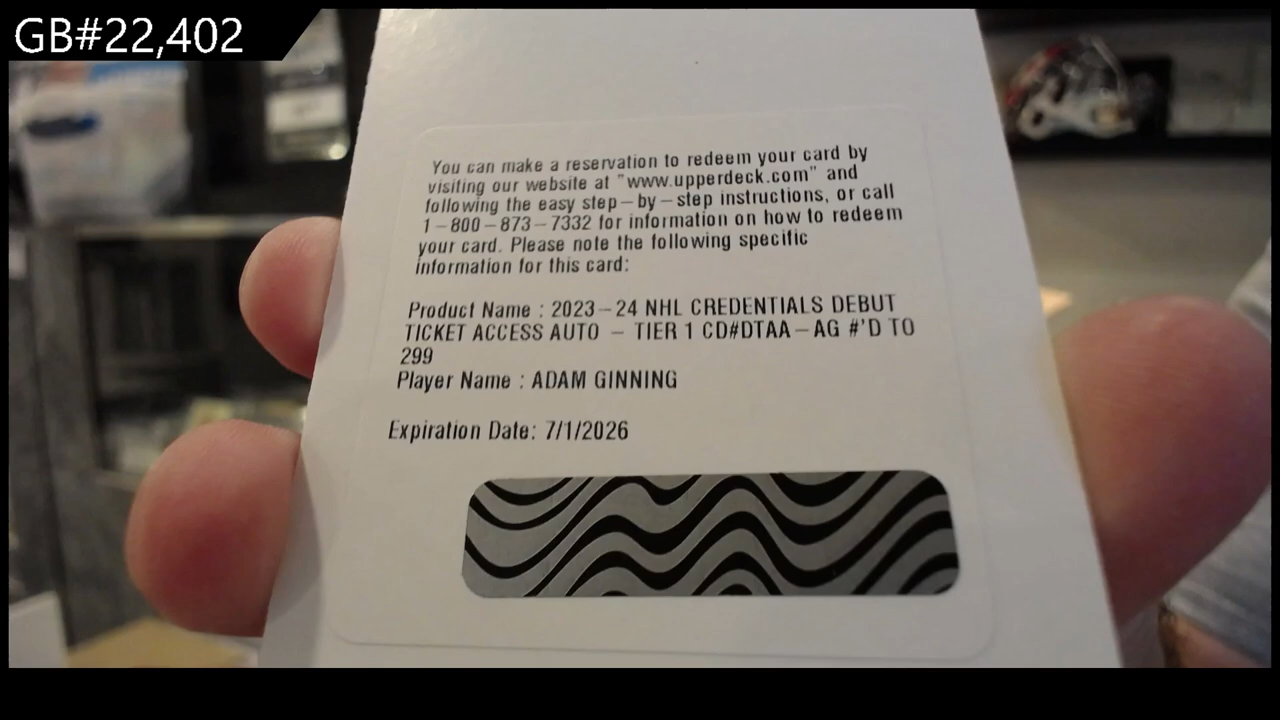 GB#22,402
You can make a reservation to redeem your card by
visiting our website at "www.upperdeck.com" and
following the easy step-by-step instructions, or call
1-800-873-7332 for information on how to redeem
your card. Please note the following specific
information for this card:
Product Name : 2023-24 NHL CREDENTIALS DEBUT
TICKET ACCESS AUTO - TIER 1 CD#DTAA-AG #'D TO
299
Player Name : ADAM GINNING
Expiration Date: 7/1/2026